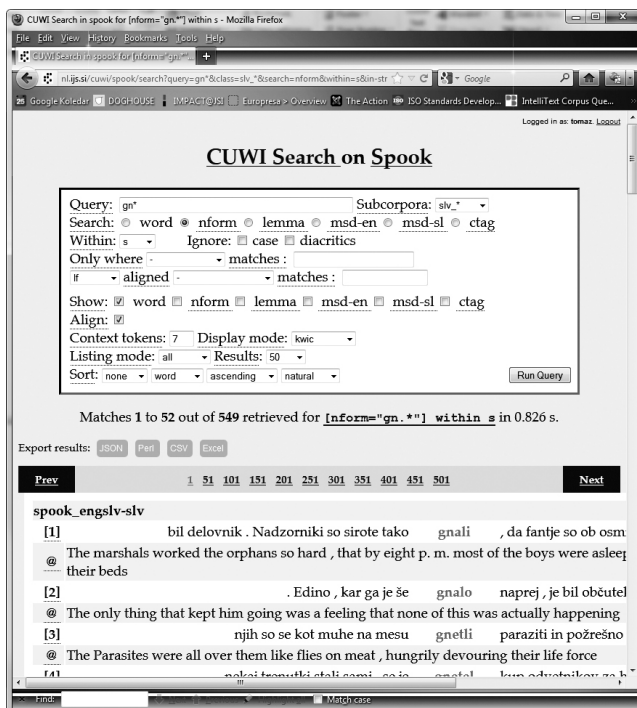 CUWI Search in spook for [nform="gn.*"] within s - Mozilla Firefox
File Edit View History Bookmarks Tools Help
CUWI Search in spook for [nform="gn.*"...
nl.ijs.si/cuwi/spook/search?query=gn*&class=slv_*&search=nform&within=s&in-str Google
Google Koledar DOGHOUSE IMPACT@JSI Europresa > Overview The Action ISO Standards Develop... IntelliText Corpus Que...
Logged in as: tomaz. Logout
CUWI Search on Spook
Query: gn* Subcorpora: slv_*
Search: word nform lemma msd-en msd-sl ctag
Within: s Ignore: case diacritics
Only where - matches :
If aligned - matches :
Show: word nform lemma msd-en msd-sl ctag
Align:
Context tokens: 7 Display mode: kwic
Listing mode: all Results: 50
Sort: none word ascending natural Run Query
Matches 1 to 52 out of 549 retrieved for [nform="gn.*"] within s in 0.826 s.
Export results: JSON Perl CSV Excel
Prev 1 51 101 151 201 251 301 351 401 451 501 Next
spook_engslv-slv
[1] bil delovnik . Nadzorniki so sirote tako gnali , da fantje so ob osm
@ The marshals worked the orphans so hard , that by eight p. m. most of the boys were asleep
their beds
[2] . Edino , kar ga je še gnalo naprej , je bil občutel
@ The only thing that kept him going was a feeling that none of this was actually happening
[3] njih so se kot muhe na mesu gnetli paraziti in požrešno
@ The Parasites were all over them like flies on meat , hungrily devouring their life force
[4] nekaj trenutki stali sami , se je gnetel kup odvetnikov za
Find: Match case